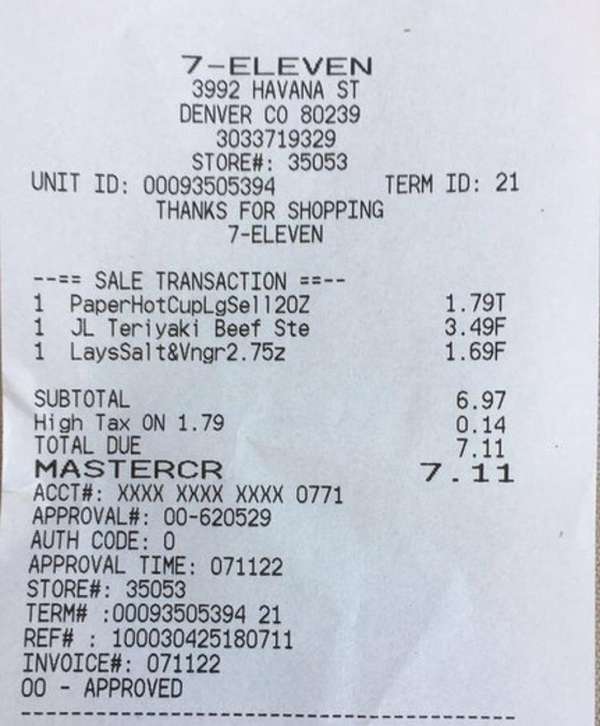 7-ELEVEN
3992 HAVANA ST
DENVER CO 80239
3033719329
STORE#: 35053
UNIT ID: 00093505394 TERM ID: 21
THANKS FOR SHOPPING
7-ELEVEN
--== SALE TRANSACTION ==--
1 PaperHotCupLgSell20Z 1.79T
1 JL Teriyaki Beef Ste 3.49F
1 LaysSalt&Vngr2.75z 1.69F
SUBTOTAL 6.97
High Tax ON 1.79 0.14
TOTAL DUE 7.11
MASTERCR 7.11
ACCT#: XXXX XXXX XXXX 0771
APPROVAL#: 00-620529
AUTH CODE: 0
APPROVAL TIME: 071122
STORE#: 35053
TERM# :00093505394 21
REF# : 100030425180711
INVOICE#: 071122
00 - APPROVED